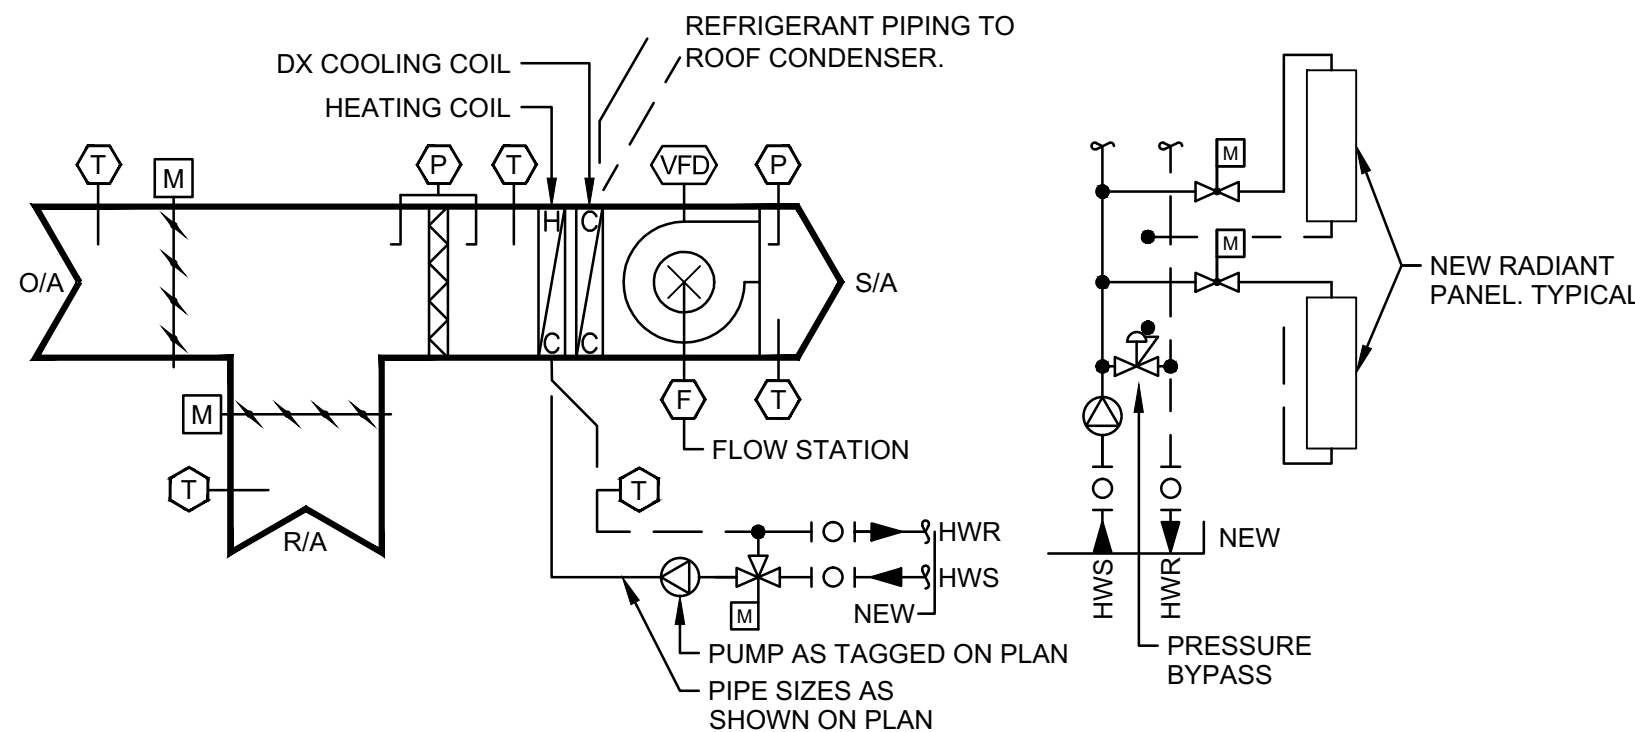 REFRIGERANT PIPING TO
ROOF CONDENSER.
DX COOLING COIL
HEATING COIL
T
M
P
T
VFD
P
H
C
O/A
S/A
C
C
M
F
T
FLOW STATION
T
R/A
T
HWR
HWS
NEW
M
PUMP AS TAGGED ON PLAN
PIPE SIZES AS
SHOWN ON PLAN
M
M
NEW RADIANT
PANEL. TYPICAL
NEW
HWS
HWR
PRESSURE
BYPASS